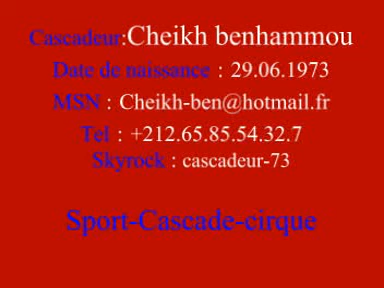 Cascadeur:Cheikh benhammou
Date de naissance : 29.06.1973
MSN : Cheikh-ben@hotmail.fr
Tel : +212.65.85.54.32.7
Skyrock : cascadeur-73
Sport-Cascade-cirque